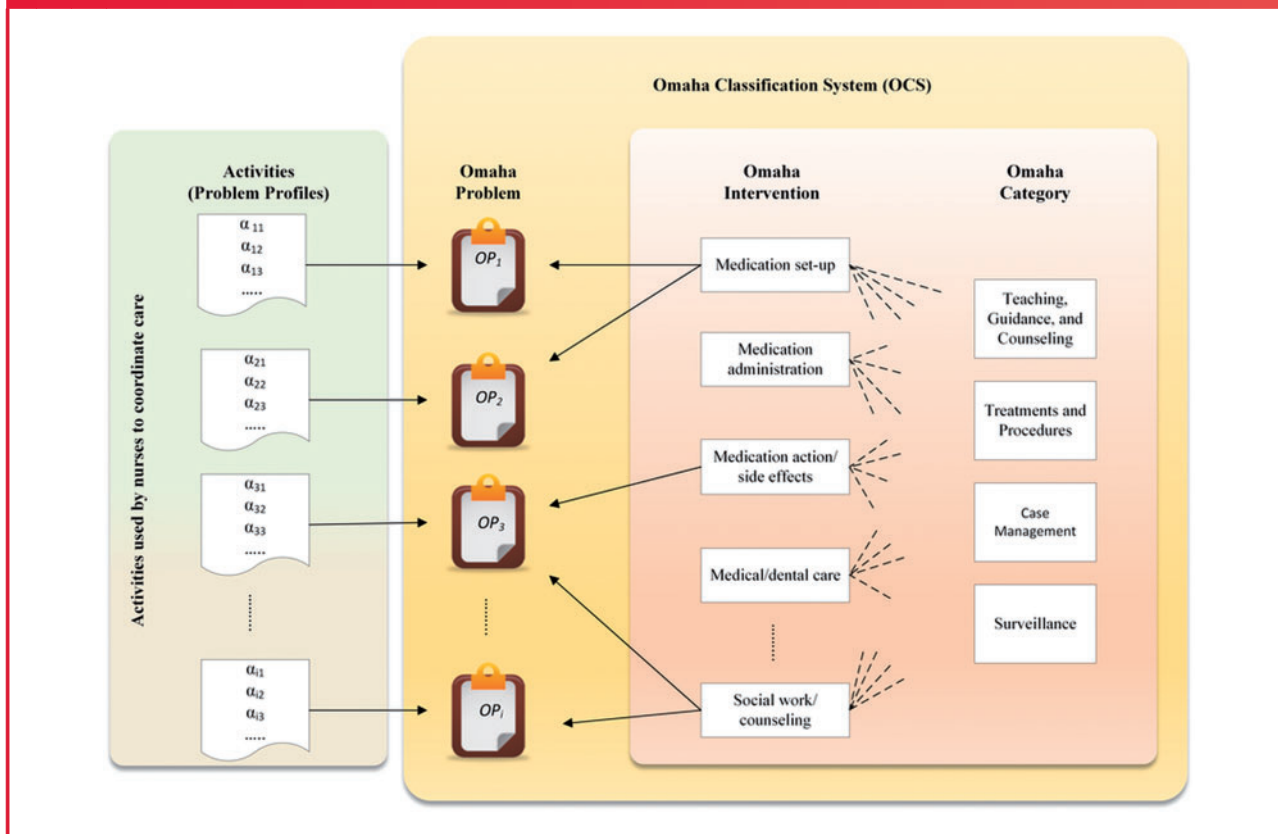 Omaha Classification System (OCS)
Activities
(Problem Profiles)
Omaha
Problem
Omaha
Intervention
Omaha
Category
Activities used by nurses to coordinate care
α 11
α12
α13
.....
OP1
Medication set-up
Teaching,
Guidance, and
Counseling
α21
α22
α23
.....
OP2
Medication
administration
Treatments and
Procedures
α31
α32
α33
.....
OP3
Medication action/
side effects
Case
Management
Medical/dental care
Surveillance
αi1
αi2
αi3
.....
OPi
Social work/
counseling